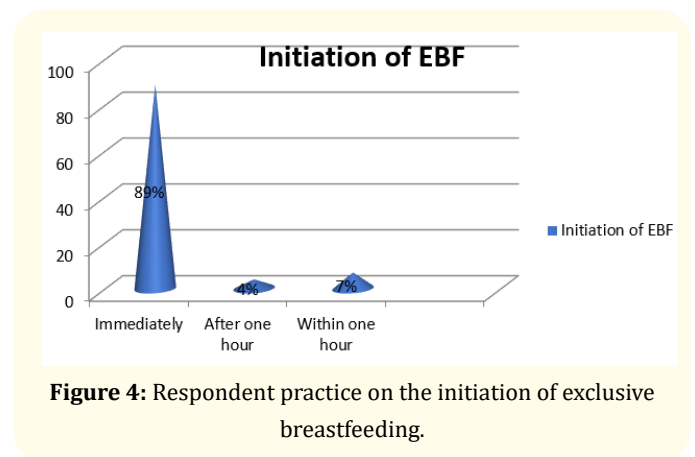 Initiation of EBF
100
80
60
40
20
0
89%
4%
7%
Immediately
After one
hour
Within one
hour
Initiation of EBF
Figure 4: Respondent practice on the initiation of exclusive
breastfeeding.